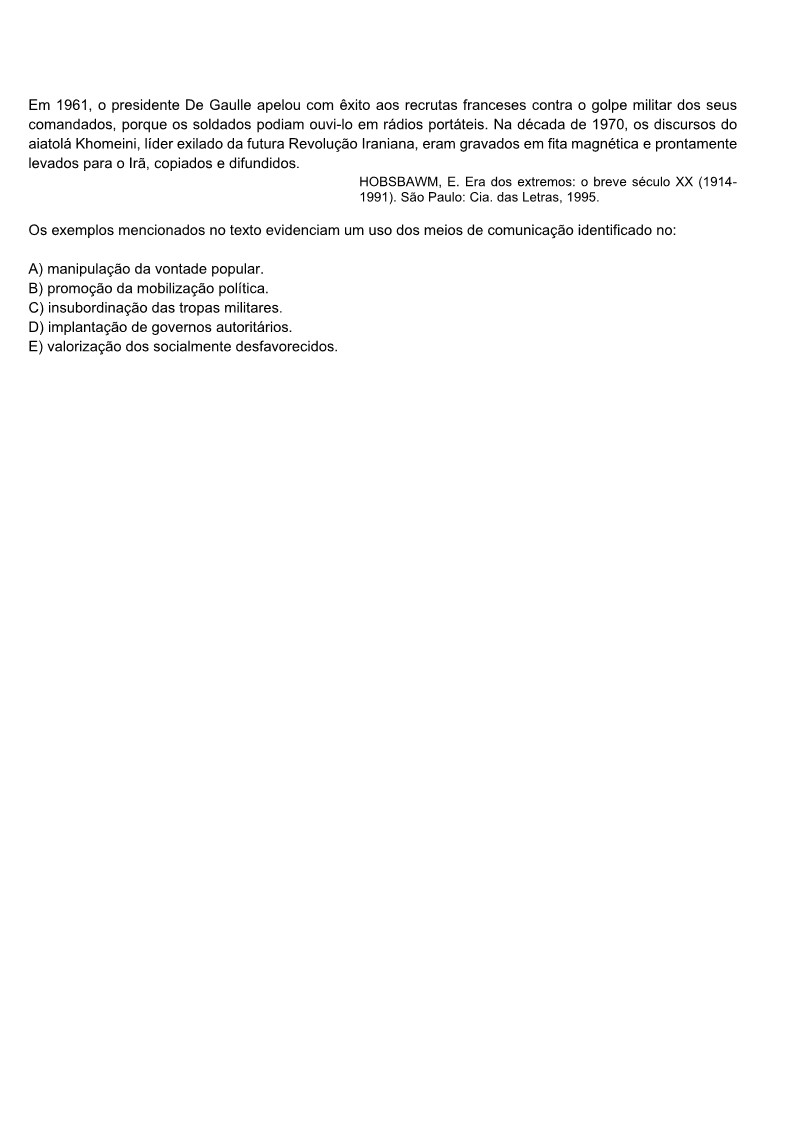 Em 1961, o presidente De Gaulle apelou com êxito aos recrutas franceses contra o golpe militar dos seus
comandados, porque os soldados podiam ouvi-lo em rádios portáteis. Na década de 1970, os discursos do
aiatolá Khomeini, líder exilado da futura Revolução Iraniana, eram gravados em fita magnética e prontamente
levados para o Irã, copiados e difundidos.
HOBSBAWM, E. Era dos extremos: o breve século XX (1914-
1991). São Paulo: Cia. das Letras, 1995.
Os exemplos mencionados no texto evidenciam um uso dos meios de comunicação identificado no:
A) manipulação da vontade popular.
B) promoção da mobilização política.
C) insubordinação das tropas militares.
D) implantação de governos autoritários.
E) valorização dos socialmente desfavorecidos.